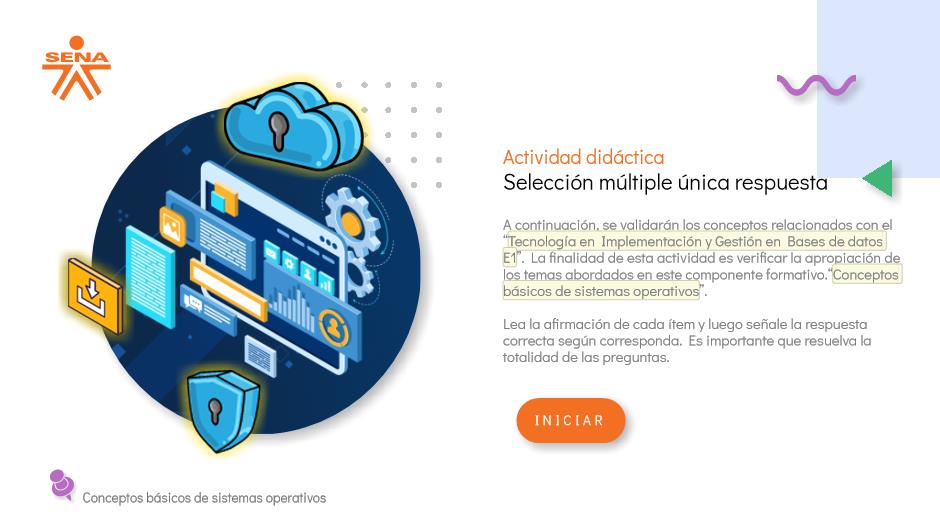 SENA
Actividad didáctica
Selección múltiple única respuesta
A continuación, se validarán los conceptos relacionados con el
“Tecnología en Implementación y Gestión en Bases de datos
E1”. La finalidad de esta actividad es verificar la apropiación de
los temas abordados en este componente formativo.“Conceptos
básicos de sistemas operativos”.
Lea la afirmación de cada ítem y luego señale la respuesta
correcta según corresponda. Es importante que resuelva la
totalidad de las preguntas.
INICIAR
Conceptos básicos de sistemas operativos